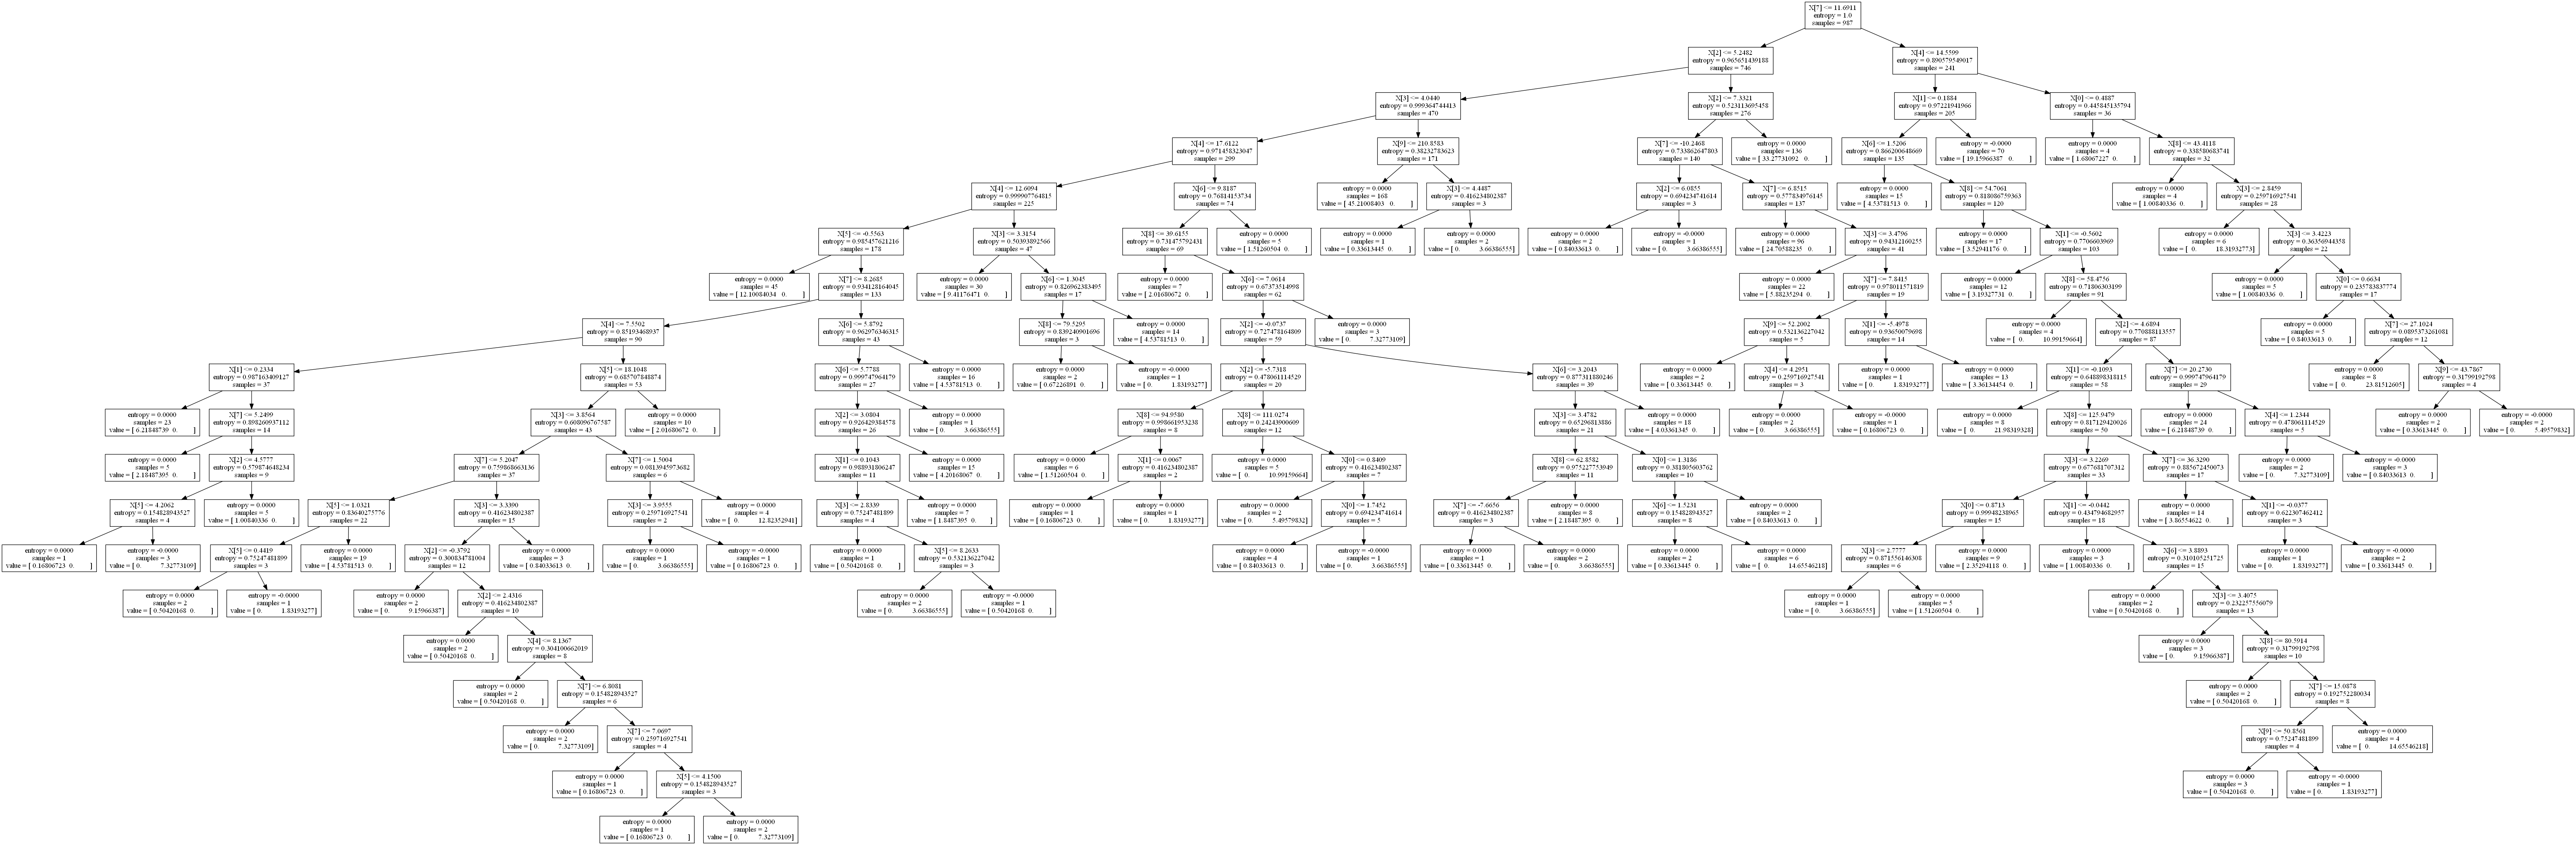 X[7] <= 11.6911
entropy = 1.0
samples = 987
X[2] <= 5.2482
entropy = 0.965651439188
samples = 746
X[4] <= 14.5599
entropy = 0.890579549017
samples = 241
X[3] <= 4.0440
entropy = 0.999364744413
samples = 470
X[2] <= 7.3321
entropy = 0.523113695458
samples = 276
X[1] <= 0.1884
entropy = 0.97221941966
samples = 205
X[0] <= 0.4887
entropy = 0.445845135794
samples = 36
X[4] <= 17.6122
entropy = 0.971458323047
samples = 299
X[9] <= 210.8583
entropy = 0.38232783623
samples = 171
X[7] <= -10.2468
entropy = 0.733862647803
samples = 140
entropy = 0.0000
samples = 136
value = [ 33.27731092 0. ]
X[6] <= 1.5206
entropy = 0.866200648669
samples = 135
entropy = -0.0000
samples = 70
value = [ 19.15966387 0. ]
entropy = 0.0000
samples = 4
value = [ 1.68067227 0. ]
X[8] <= 43.4118
entropy = 0.338580683741
samples = 32
X[4] <= 12.6094
entropy = 0.999907764815
samples = 225
X[6] <= 9.8187
entropy = 0.76814153734
samples = 74
entropy = 0.0000
samples = 168
value = [ 45.21008403 0. ]
X[3] <= 4.4487
entropy = 0.416234802387
samples = 3
X[2] <= 6.0855
entropy = 0.694234741614
samples = 3
X[7] <= 6.8515
entropy = 0.577834976145
samples = 137
entropy = 0.0000
samples = 15
value = [ 4.53781513 0. ]
X[8] <= 54.7061
entropy = 0.818086759363
samples = 120
entropy = 0.0000
samples = 4
value = [ 1.00840336 0. ]
X[3] <= 2.8459
entropy = 0.259716927541
samples = 28
X[5] <= -0.5563
entropy = 0.985457621216
samples = 178
X[3] <= 3.3154
entropy = 0.50393892566
samples = 47
X[8] <= 39.6155
entropy = 0.731475792431
samples = 69
entropy = 0.0000
samples = 5
value = [ 1.51260504 0. ]
entropy = 0.0000
samples = 1
value = [ 0.33613445 0. ]
entropy = 0.0000
samples = 2
value = [ 0. 3.66386555]
entropy = 0.0000
samples = 2
value = [ 0.84033613 0. ]
entropy = -0.0000
samples = 1
value = [ 0. 3.66386555]
entropy = 0.0000
samples = 96
value = [ 24.70588235 0. ]
X[3] <= 3.4796
entropy = 0.94312160255
samples = 41
entropy = 0.0000
samples = 17
value = [ 3.52941176 0. ]
X[1] <= -0.5602
entropy = 0.7706603969
samples = 103
entropy = 0.0000
samples = 6
value = [ 0. 18.31932773]
X[3] <= 3.4223
entropy = 0.36356944358
samples = 22
entropy = 0.0000
samples = 45
value = [ 12.10084034 0. ]
X[7] <= 8.2685
entropy = 0.934128164045
samples = 133
entropy = 0.0000
samples = 30
value = [ 9.41176471 0. ]
X[6] <= 1.3045
entropy = 0.826962383495
samples = 17
entropy = 0.0000
samples = 7
value = [ 2.01680672 0. ]
X[6] <= 7.0614
entropy = 0.67373514998
samples = 62
entropy = 0.0000
samples = 22
value = [ 5.88235294 0. ]
X[7] <= 7.8415
entropy = 0.978011571819
samples = 19
entropy = 0.0000
samples = 12
value = [ 3.19327731 0. ]
X[8] <= 58.4756
entropy = 0.71806303199
samples = 91
entropy = 0.0000
samples = 5
value = [ 1.00840336 0. ]
X[0] <= 0.6634
entropy = 0.235783837774
samples = 17
X[4] <= 7.5502
entropy = 0.85193468937
samples = 90
X[6] <= 5.8792
entropy = 0.962976346315
samples = 43
X[8] <= 79.5295
entropy = 0.839240901696
samples = 3
entropy = 0.0000
samples = 14
value = [ 4.53781513 0. ]
X[2] <= -0.0737
entropy = 0.727478164809
samples = 59
entropy = 0.0000
samples = 3
value = [ 0. 7.32773109]
X[9] <= 52.2002
entropy = 0.532136227042
samples = 5
X[1] <= -5.4978
entropy = 0.93650079698
samples = 14
entropy = 0.0000
samples = 4
value = [ 0. 10.99159664]
X[2] <= 4.6894
entropy = 0.770888113557
samples = 87
entropy = 0.0000
samples = 5
value = [ 0.84033613 0. ]
X[7] <= 27.1024
entropy = 0.0895373261081
samples = 12
X[1] <= 0.2334
entropy = 0.987163409127
samples = 37
X[5] <= 18.1048
entropy = 0.685707848874
samples = 53
X[6] <= 5.7788
entropy = 0.999747964179
samples = 27
entropy = 0.0000
samples = 16
value = [ 4.53781513 0. ]
entropy = 0.0000
samples = 2
value = [ 0.67226891 0. ]
entropy = -0.0000
samples = 1
value = [ 0. 1.83193277]
X[2] <= -5.7318
entropy = 0.478061114529
samples = 20
X[6] <= 3.2043
entropy = 0.877311880246
samples = 39
entropy = 0.0000
samples = 2
value = [ 0.33613445 0. ]
X[4] <= 4.2951
entropy = 0.259716927541
samples = 3
entropy = 0.0000
samples = 1
value = [ 0. 1.83193277]
entropy = 0.0000
samples = 13
value = [ 3.36134454 0. ]
X[1] <= -0.1093
entropy = 0.648898318115
samples = 58
X[7] <= 20.2730
entropy = 0.999747964179
samples = 29
entropy = 0.0000
samples = 8
value = [ 0. 23.81512605]
X[9] <= 43.7867
entropy = 0.31799192798
samples = 4
entropy = 0.0000
samples = 23
value = [ 6.21848739 0. ]
X[7] <= 5.2499
entropy = 0.898260937112
samples = 14
X[3] <= 3.8564
entropy = 0.608096767587
samples = 43
entropy = 0.0000
samples = 10
value = [ 2.01680672 0. ]
X[2] <= 3.0804
entropy = 0.926429384578
samples = 26
entropy = 0.0000
samples = 1
value = [ 0. 3.66386555]
X[8] <= 94.9580
entropy = 0.998661953238
samples = 8
X[8] <= 111.0274
entropy = 0.24243900609
samples = 12
X[3] <= 3.4782
entropy = 0.65296813886
samples = 21
entropy = 0.0000
samples = 18
value = [ 4.03361345 0. ]
entropy = 0.0000
samples = 2
value = [ 0. 3.66386555]
entropy = -0.0000
samples = 1
value = [ 0.16806723 0. ]
entropy = 0.0000
samples = 8
value = [ 0. 21.98319328]
X[8] <= 125.9479
entropy = 0.817129420026
samples = 50
entropy = 0.0000
samples = 24
value = [ 6.21848739 0. ]
X[4] <= 1.2344
entropy = 0.478061114529
samples = 5
entropy = 0.0000
samples = 2
value = [ 0.33613445 0. ]
entropy = -0.0000
samples = 2
value = [ 0. 5.49579832]
entropy = 0.0000
samples = 5
value = [ 2.18487395 0. ]
X[2] <= 4.5777
entropy = 0.579874648234
samples = 9
X[7] <= 5.2047
entropy = 0.759868663136
samples = 37
X[7] <= 1.5004
entropy = 0.0813945973682
samples = 6
X[1] <= 0.1043
entropy = 0.989931806247
samples = 11
entropy = 0.0000
samples = 15
value = [ 4.20168067 0. ]
entropy = 0.0000
samples = 6
value = [ 1.51260504 0. ]
X[1] <= 0.0067
entropy = 0.416234802387
samples = 2
entropy = 0.0000
samples = 5
value = [ 0. 10.99159664]
X[0] <= 0.8409
entropy = 0.416234802387
samples = 7
X[8] <= 62.8582
entropy = 0.975227753949
samples = 11
X[0] <= 1.3186
entropy = 0.381805603762
samples = 10
X[3] <= 3.2269
entropy = 0.677681707312
samples = 33
X[7] <= 36.3290
entropy = 0.885672450073
samples = 17
entropy = 0.0000
samples = 2
value = [ 0. 7.32773109]
entropy = -0.0000
samples = 3
value = [ 0.84033613 0. ]
X[5] <= 4.2062
entropy = 0.154828943527
samples = 4
entropy = 0.0000
samples = 5
value = [ 1.00840336 0. ]
X[5] <= 1.0321
entropy = 0.83640275776
samples = 22
X[3] <= 3.3390
entropy = 0.416234802387
samples = 15
X[3] <= 3.9555
entropy = 0.259716927541
samples = 2
entropy = 0.0000
samples = 4
value = [ 0. 12.82352941]
X[3] <= 2.8339
entropy = 0.75247481899
samples = 4
entropy = 0.0000
samples = 7
value = [ 1.8487395 0. ]
entropy = 0.0000
samples = 1
value = [ 0.16806723 0. ]
entropy = 0.0000
samples = 1
value = [ 0. 1.83193277]
entropy = 0.0000
samples = 2
value = [ 0. 5.49579832]
X[0] <= 1.7452
entropy = 0.694234741614
samples = 5
X[7] <= -7.6656
entropy = 0.416234802387
samples = 3
entropy = 0.0000
samples = 8
value = [ 2.18487395 0. ]
X[6] <= 1.5231
entropy = 0.154828943527
samples = 8
entropy = 0.0000
samples = 2
value = [ 0.84033613 0. ]
X[0] <= 0.8713
entropy = 0.99948238965
samples = 15
X[1] <= -0.0442
entropy = 0.434794682957
samples = 18
entropy = 0.0000
samples = 14
value = [ 3.86554622 0. ]
X[1] <= -0.0377
entropy = 0.622307462412
samples = 3
entropy = 0.0000
samples = 1
value = [ 0.16806723 0. ]
entropy = -0.0000
samples = 3
value = [ 0. 7.32773109]
X[5] <= 0.4419
entropy = 0.75247481899
samples = 3
entropy = 0.0000
samples = 19
value = [ 4.53781513 0. ]
X[2] <= -0.3792
entropy = 0.300834781004
samples = 12
entropy = 0.0000
samples = 3
value = [ 0.84033613 0. ]
entropy = 0.0000
samples = 1
value = [ 0. 3.66386555]
entropy = -0.0000
samples = 1
value = [ 0.16806723 0. ]
entropy = 0.0000
samples = 1
value = [ 0.50420168 0. ]
X[5] <= 8.2633
entropy = 0.532136227042
samples = 3
entropy = 0.0000
samples = 4
value = [ 0.84033613 0. ]
entropy = -0.0000
samples = 1
value = [ 0. 3.66386555]
entropy = 0.0000
samples = 1
value = [ 0.33613445 0. ]
entropy = 0.0000
samples = 2
value = [ 0. 3.66386555]
entropy = 0.0000
samples = 2
value = [ 0.33613445 0. ]
entropy = 0.0000
samples = 6
value = [ 0. 14.65546218]
X[3] <= 2.7777
entropy = 0.871556146308
samples = 6
entropy = 0.0000
samples = 9
value = [ 2.35294118 0. ]
entropy = 0.0000
samples = 3
value = [ 1.00840336 0. ]
X[6] <= 3.8893
entropy = 0.310105251725
samples = 15
entropy = 0.0000
samples = 1
value = [ 0. 1.83193277]
entropy = -0.0000
samples = 2
value = [ 0.33613445 0. ]
entropy = 0.0000
samples = 2
value = [ 0.50420168 0. ]
entropy = -0.0000
samples = 1
value = [ 0. 1.83193277]
entropy = 0.0000
samples = 2
value = [ 0. 9.15966387]
X[2] <= 2.4316
entropy = 0.416234802387
samples = 10
entropy = 0.0000
samples = 2
value = [ 0. 3.66386555]
entropy = -0.0000
samples = 1
value = [ 0.50420168 0. ]
entropy = 0.0000
samples = 1
value = [ 0. 3.66386555]
entropy = 0.0000
samples = 5
value = [ 1.51260504 0. ]
entropy = 0.0000
samples = 2
value = [ 0.50420168 0. ]
X[3] <= 3.4075
entropy = 0.232257556079
samples = 13
entropy = 0.0000
samples = 2
value = [ 0.50420168 0. ]
X[4] <= 8.1367
entropy = 0.304100662019
samples = 8
entropy = 0.0000
samples = 3
value = [ 0. 9.15966387]
X[8] <= 80.5914
entropy = 0.31799192798
samples = 10
entropy = 0.0000
samples = 2
value = [ 0.50420168 0. ]
X[7] <= 6.8081
entropy = 0.154828943527
samples = 6
entropy = 0.0000
samples = 2
value = [ 0.50420168 0. ]
X[7] <= 15.0878
entropy = 0.192752280034
samples = 8
entropy = 0.0000
samples = 2
value = [ 0. 7.32773109]
X[7] <= 7.0697
entropy = 0.259716927541
samples = 4
X[9] <= 50.8561
entropy = 0.75247481899
samples = 4
entropy = 0.0000
samples = 4
value = [ 0. 14.65546218]
entropy = 0.0000
samples = 1
value = [ 0.16806723 0. ]
X[5] <= 4.1500
entropy = 0.154828943527
samples = 3
entropy = 0.0000
samples = 3
value = [ 0.50420168 0. ]
entropy = -0.0000
samples = 1
value = [ 0. 1.83193277]
entropy = 0.0000
samples = 1
value = [ 0.16806723 0. ]
entropy = 0.0000
samples = 2
value = [ 0. 7.32773109]